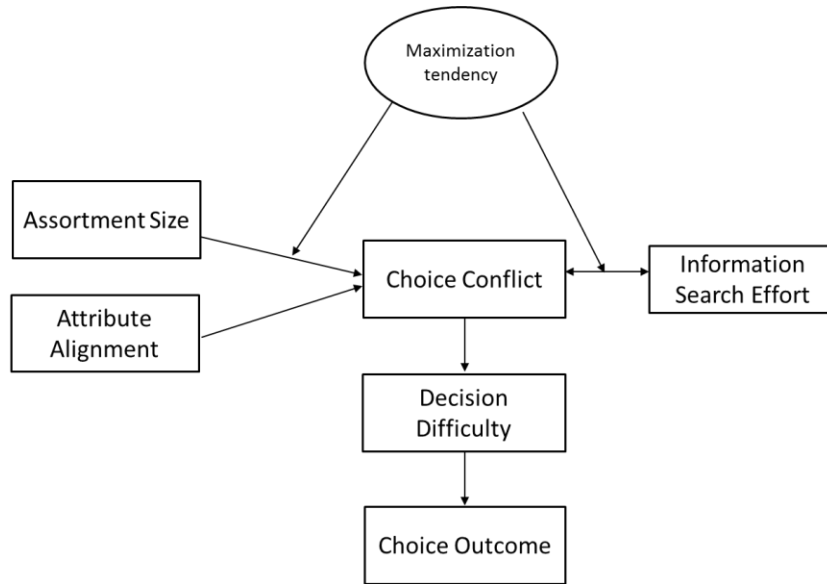 Maximization
tendency
Assortment Size
Attribute
Alignment
Choice Conflict
Information
Search Effort
Decision
Difficulty
Choice Outcome